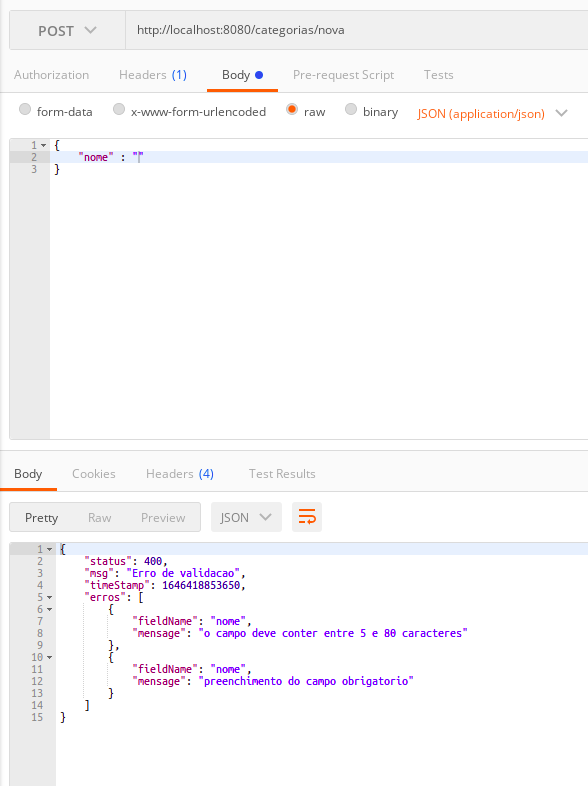 POST http://localhost:8080/categorias/nova
Authorization Headers (1) Body Pre-request Script Tests
form-data x-www-form-urlencoded raw binary JSON (application/json)
1 {
2 "nome" : ""
3 }
Body Cookies Headers (4) Test Results
Pretty Raw Preview JSON
1 {
2 "status": 400,
3 "msg": "Erro de validacao",
4 "timeStamp": 1646418853650,
5 "erros": [
6 {
7 "fieldName": "nome",
8 "message": "o campo deve conter entre 5 e 80 caracteres"
9 },
10 {
11 "fieldName": "nome",
12 "message": "preenchimento do campo obrigatorio"
13 }
14 ]
15 }